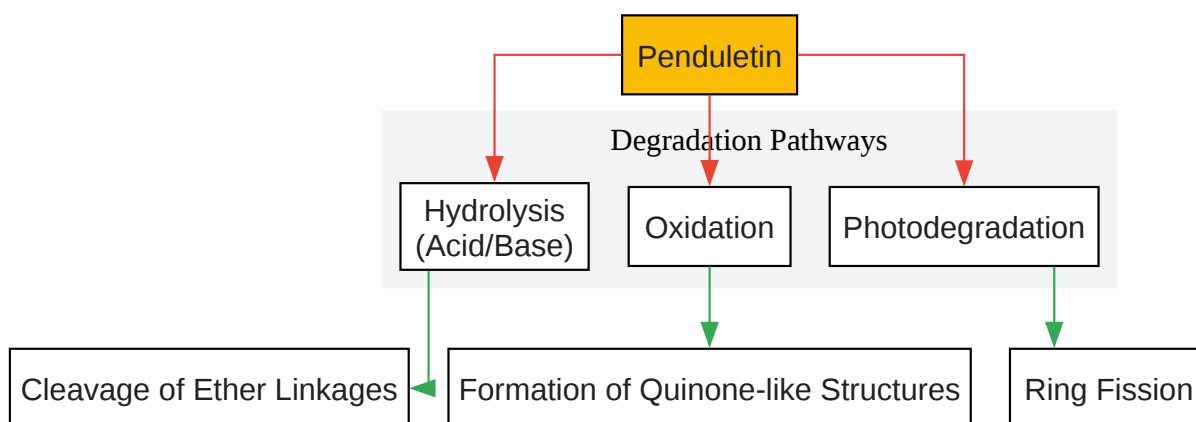 Penduletin
Degradation Pathways
Hydrolysis
(Acid/Base)
Oxidation
Photodegradation
Cleavage of Ether Linkages
Formation of Quinone-like Structures
Ring Fission